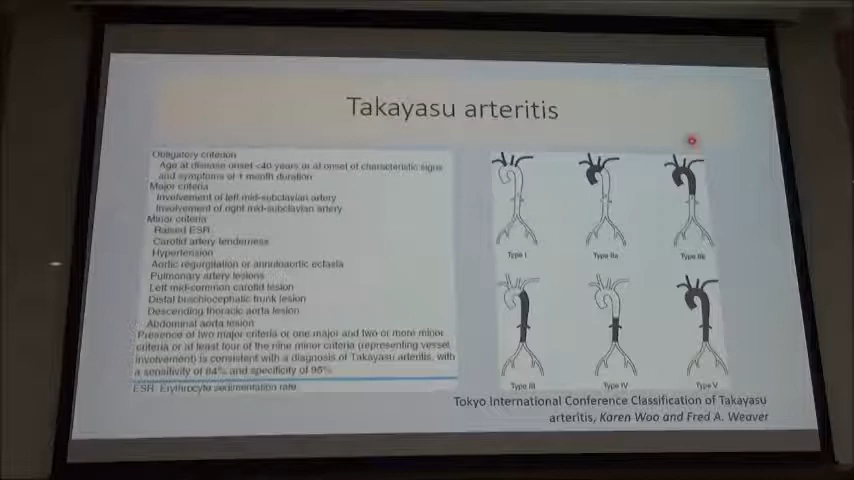 Takayasu arteritis
Obligatory criterion
Age at disease onset <40 years or at onset of characteristic signs
and symptoms of 1 month duration
Major criteria
Involvement of left mid-subclavian artery
Involvement of right mid-subclavian artery
Minor criteria
Raised ESR
Carotid artery tenderness
Hypertension
Aortic regurgitation or annuloaortic ectasia
Pulmonary artery lesions
Left mid-common carotid lesion
Distal brachiocephalic trunk lesion
Descending thoracic aorta lesion
Abdominal aorta lesion
Presence of two major criteria or one major and two or more minor
criteria or at least four of the nine minor criteria (representing vessel
involvement) is consistent with a diagnosis of Takayasu arteritis, with
a sensitivity of 84% and specificity of 96%
ESR Erythrocyte sedimentation rate
Type I
Type IIa
Type IIb
Type III
Type IV
Type V
Tokyo International Conference Classification of Takayasu
arteritis, Karen Woo and Fred A. Weaver